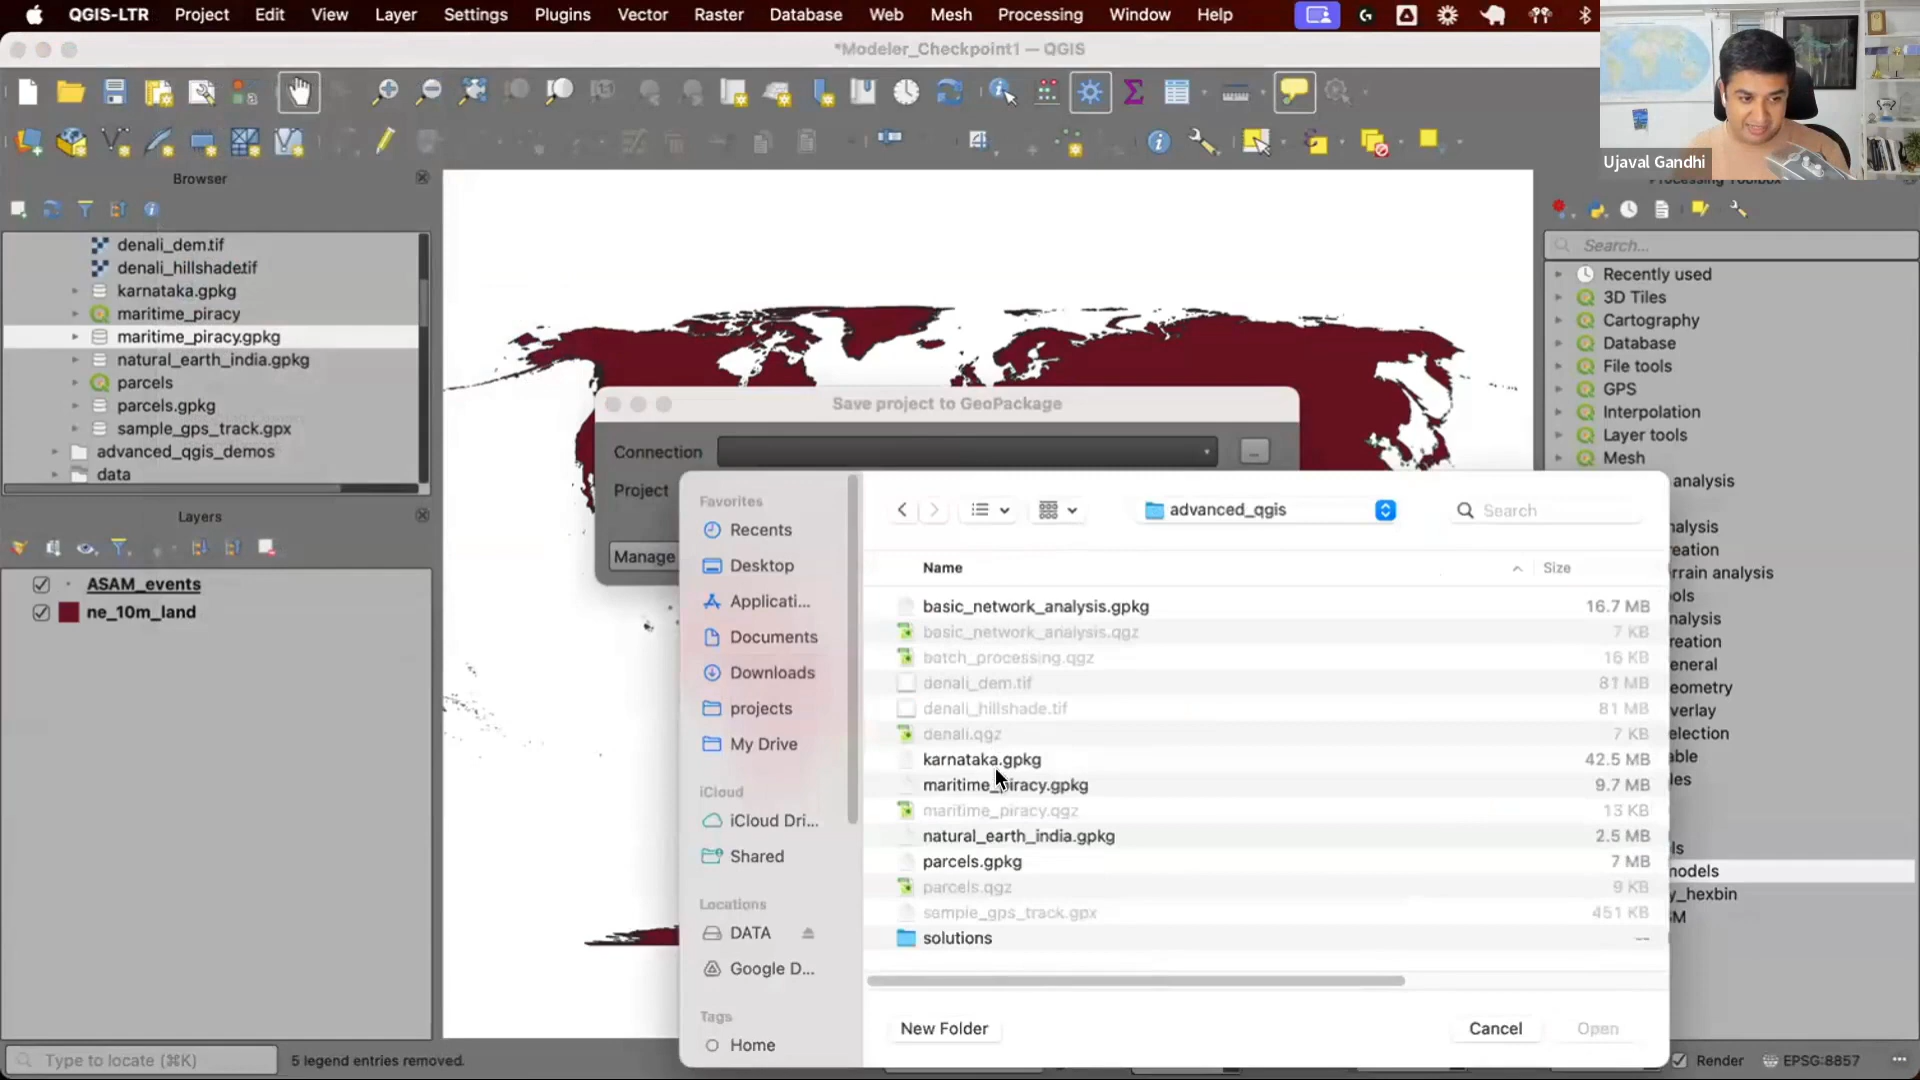 QGIS-LTR Project Edit View Layer Settings Plugins Vector Raster Database Web Mesh Processing Window Help
*Modeler_Checkpoint1 — QGIS
Ujaval Gandhi
Browser
denali_dem.tif
denali_hillshade.tif
karnataka.gpkg
maritime_piracy
maritime_piracy.gpkg
natural_earth_india.gpkg
parcels
parcels.gpkg
sample_gps_track.gpx
advanced_qgis_demos
data
Layers
ASAM_events
ne_10m_land
Save project to GeoPackage
Connection
...
Project
Manage
Favorites
Recents
Desktop
Applicati...
Documents
Downloads
projects
My Drive
iCloud
iCloud Dri...
Shared
Locations
DATA
Google D...
Tags
Home
advanced_qgis
Search
Name Size
basic_network_analysis.gpkg 16.7 MB
basic_network_analysis.qgz 7 KB
batch_processing.qgz 16 KB
denali_dem.tif 81 MB
denali_hillshade.tif 81 MB
denali.qgz 7 KB
karnataka.gpkg 42.5 MB
maritime_piracy.gpkg 9.7 MB
maritime_piracy.qgz 13 KB
natural_earth_india.gpkg 2.5 MB
parcels.gpkg 7 MB
parcels.qgz 9 KB
sample_gps_track.gpx 451 KB
solutions --
New Folder Cancel Open
Search...
Recently used
3D Tiles
Cartography
Database
File tools
GPS
Interpolation
Layer tools
Mesh
analysis
nalysis
reation
rrain analysis
ols
nalysis
reation
eneral
eometry
verlay
election
able
les
ls
models
y_hexbin
SM
Type to locate (⌘K) 5 legend entries removed.
Render EPSG:8857